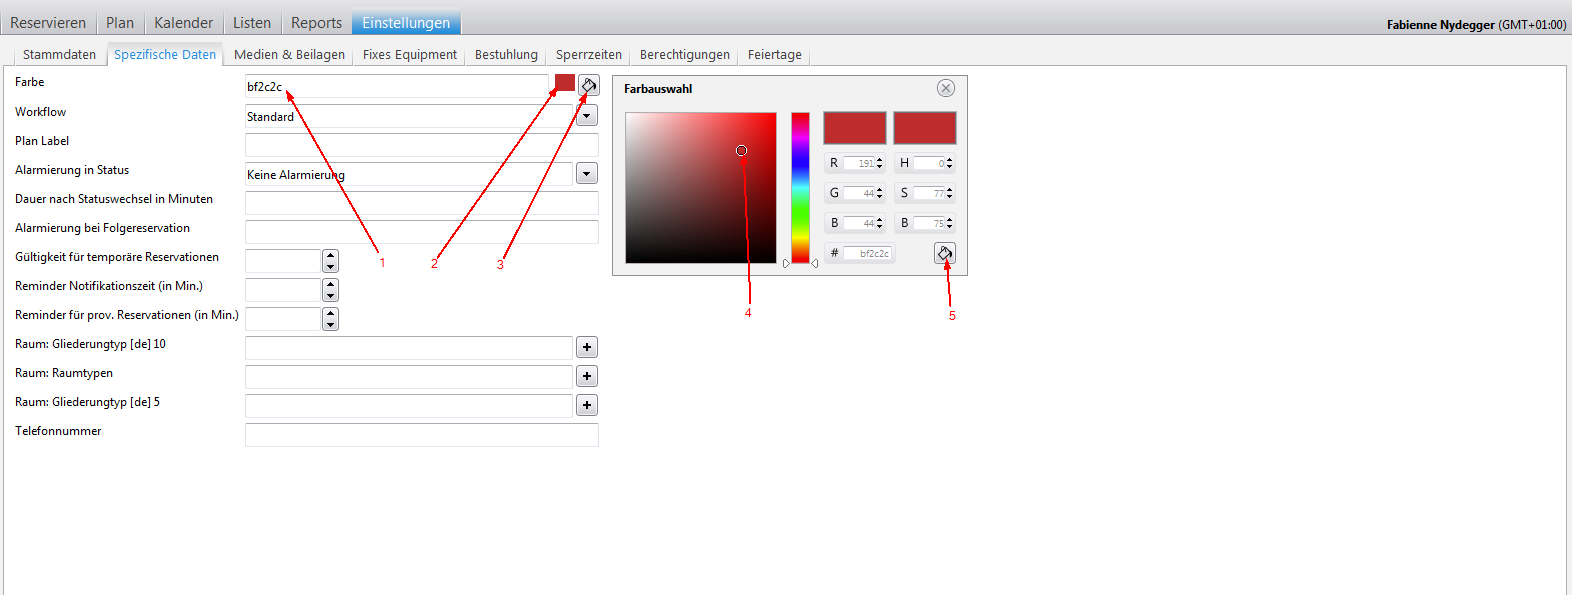 Reservieren Plan Kalender Listen Reports Einstellungen
Fabienne Nydegger (GMT+01:00)
Stammdaten Spezifische Daten Medien & Beilagen Fixes Equipment Bestuhlung Sperrzeiten Berechtigungen Feiertage
Farbe bf2c2c
Workflow Standard
Plan Label
Alarmierung in Status Keine Alarmierung
Dauer nach Statuswechsel in Minuten
Alarmierung bei Folgereservation
Gültigkeit für temporäre Reservationen
Reminder Notifikationszeit (in Min.)
Reminder für prov. Reservationen (in Min.)
Raum: Gliederungtyp [de] 10 +
Raum: Raumtypen +
Raum: Gliederungtyp [de] 5 +
Telefonnummer
1 2 3
Farbauswahl
R 191 H 0
G 44 S 77
B 44 B 75
# bf2c2c
4 5